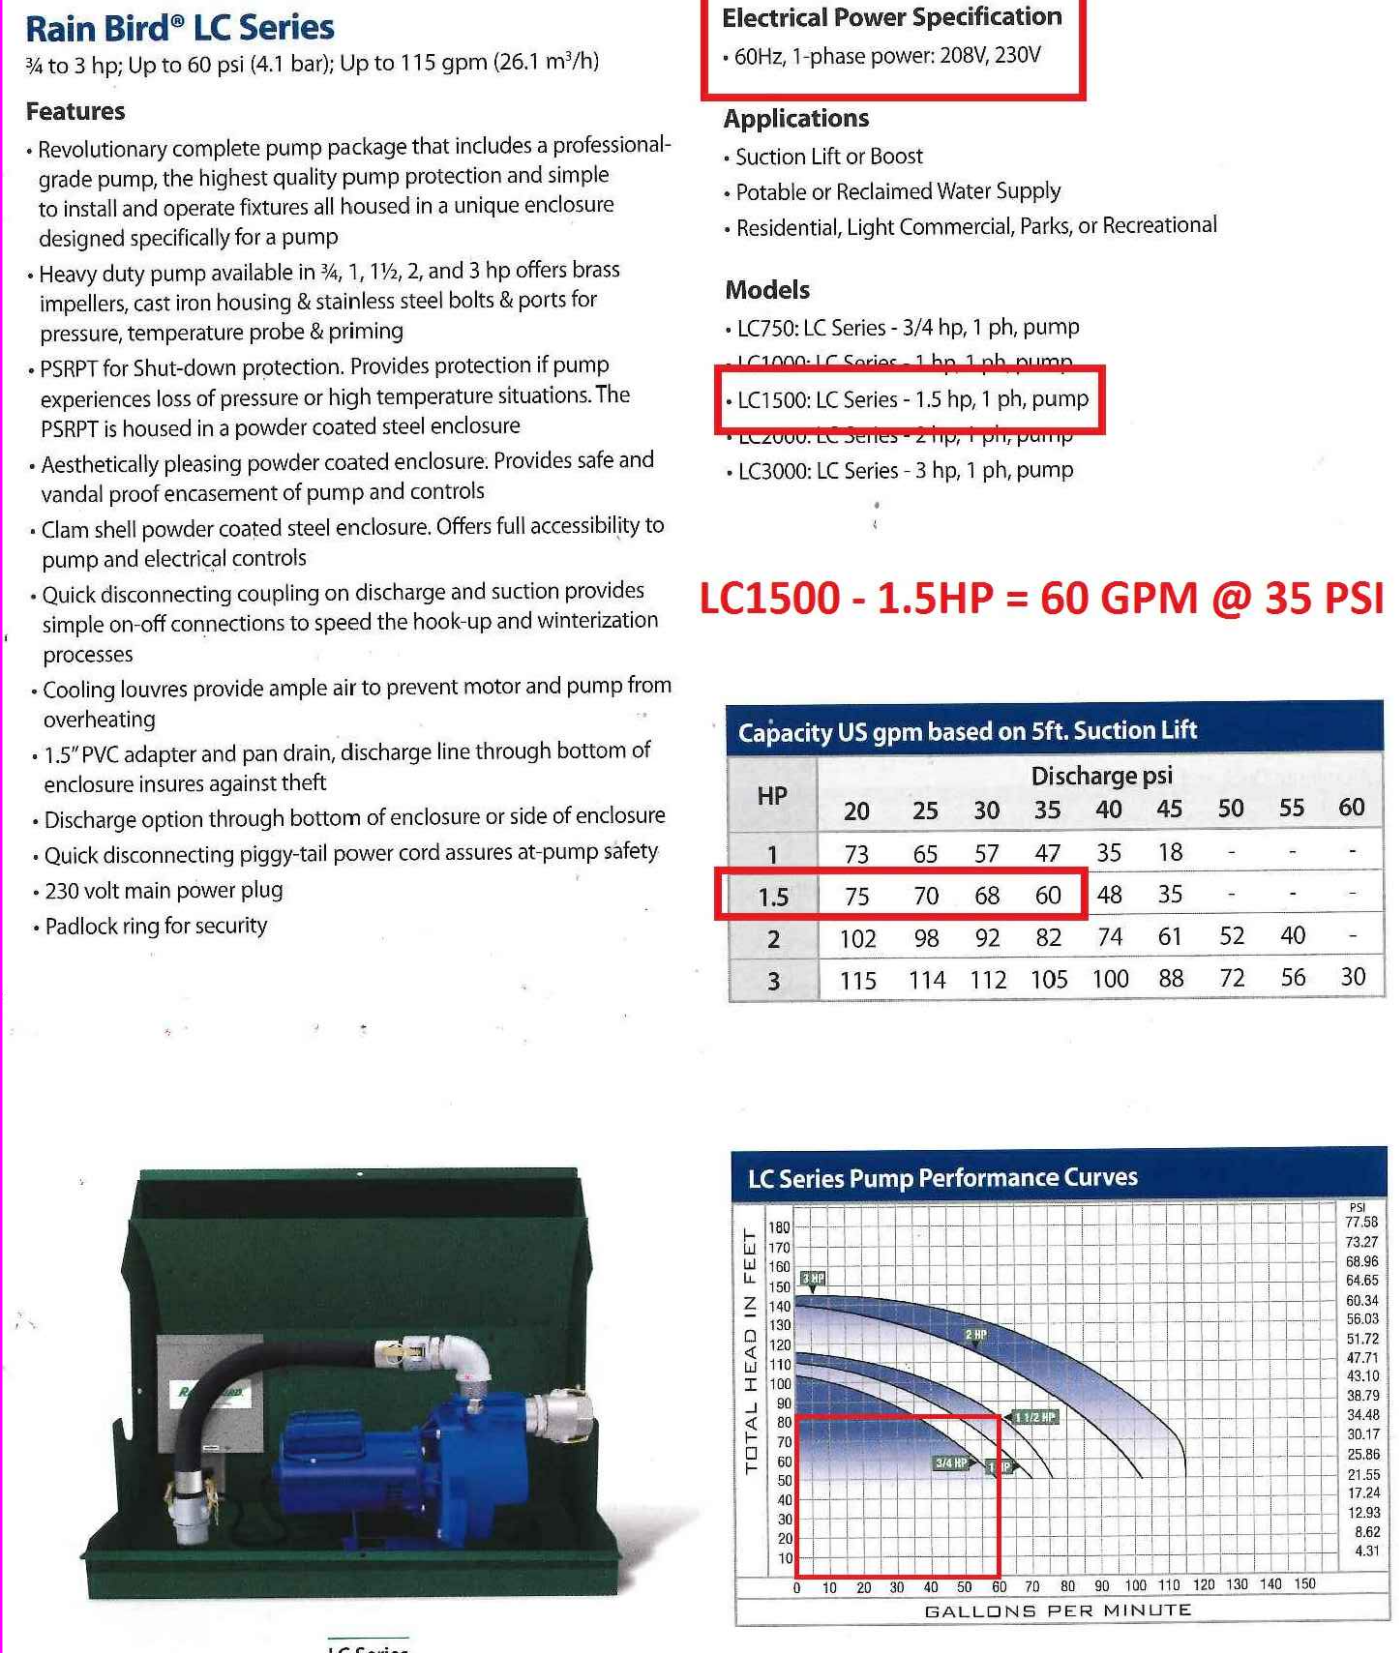 Rain Bird® LC Series
¾ to 3 hp; Up to 60 psi (4.1 bar); Up to 115 gpm (26.1 m³/h)
Features
• Revolutionary complete pump package that includes a professional-
grade pump, the highest quality pump protection and simple
to install and operate fixtures all housed in a unique enclosure
designed specifically for a pump
• Heavy duty pump available in ¾, 1, 1½, 2, and 3 hp offers brass
impellers, cast iron housing & stainless steel bolts & ports for
pressure, temperature probe & priming
• PSRPT for Shut-down protection. Provides protection if pump
experiences loss of pressure or high temperature situations. The
PSRPT is housed in a powder coated steel enclosure
• Aesthetically pleasing powder coated enclosure. Provides safe and
vandal proof encasement of pump and controls
• Clam shell powder coated steel enclosure. Offers full accessibility to
pump and electrical controls
• Quick disconnecting coupling on discharge and suction provides
simple on-off connections to speed the hook-up and winterization
processes
• Cooling louvres provide ample air to prevent motor and pump from
overheating
• 1.5" PVC adapter and pan drain, discharge line through bottom of
enclosure insures against theft
• Discharge option through bottom of enclosure or side of enclosure
• Quick disconnecting piggy-tail power cord assures at-pump safety
• 230 volt main power plug
• Padlock ring for security
LC Series
Electrical Power Specification
• 60Hz, 1-phase power: 208V, 230V
Applications
• Suction Lift or Boost
• Potable or Reclaimed Water Supply
• Residential, Light Commercial, Parks, or Recreational
Models
• LC750: LC Series - 3/4 hp, 1 ph, pump
• LC1000: LC Series - 1 hp, 1 ph, pump
• LC1500: LC Series - 1.5 hp, 1 ph, pump
• LC2000: LC Series - 2 hp, 1 ph, pump
• LC3000: LC Series - 3 hp, 1 ph, pump
LC1500 - 1.5HP = 60 GPM @ 35 PSI
Capacity US gpm based on 5ft. Suction Lift
HP Discharge psi
20 25 30 35 40 45 50 55 60
1 73 65 57 47 35 18 - - -
1.5 75 70 68 60 48 35 - - -
2 102 98 92 82 74 61 52 40 -
3 115 114 112 105 100 88 72 56 30
LC Series Pump Performance Curves
TOTAL HEAD IN FEET
PSI
180 77.58
170 73.27
160 68.96
150 3 HP 64.65
140 60.34
130 56.03
120 2 HP 51.72
110 47.71
100 43.10
90 38.79
80 1 1/2 HP 34.48
70 30.17
60 3/4 HP 1 HP 25.86
50 21.55
40 17.24
30 12.93
20 8.62
10 4.31
0 10 20 30 40 50 60 70 80 90 100 110 120 130 140 150
GALLONS PER MINUTE